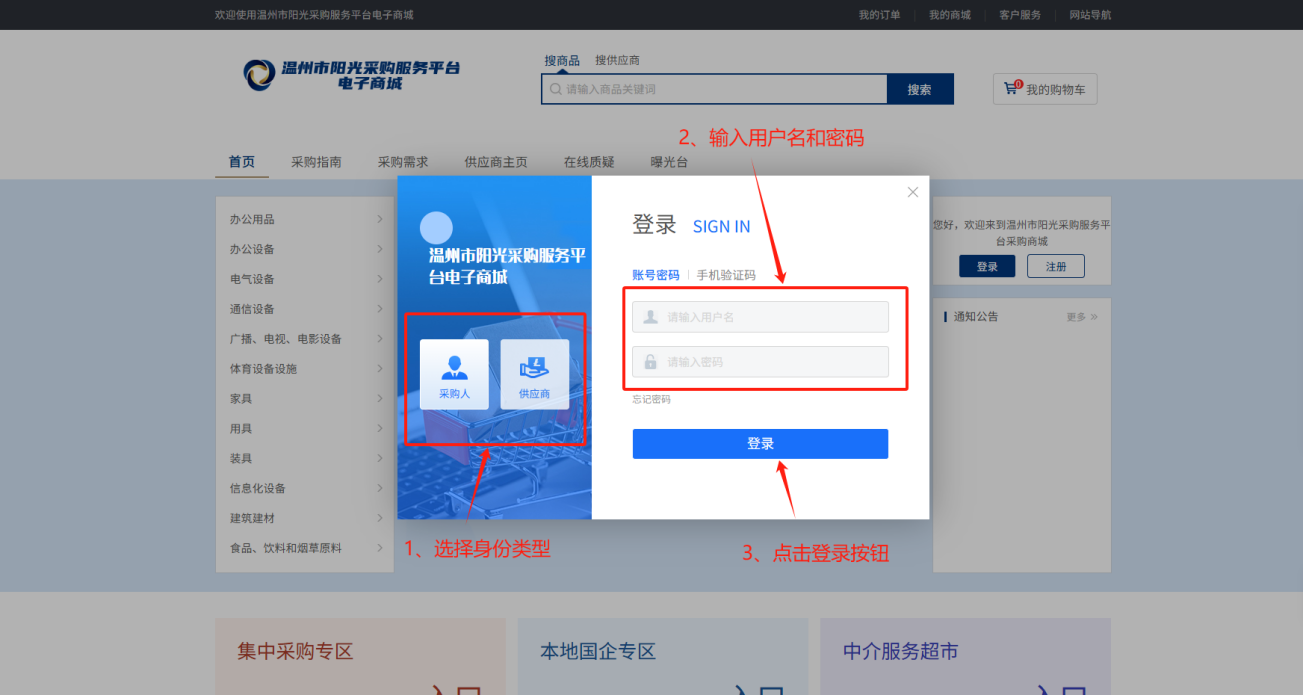 欢迎使用温州市阳光采购服务平台电子商城
我的订单 我的商城 客户服务 网站导航
温州市阳光采购服务平台
电子商城
搜商品 搜供应商
请输入商品关键词
搜索
0
我的购物车
2、输入用户名和密码
首页 采购指南 采购需求 供应商主页 在线质疑 曝光台
办公用品
办公设备
电气设备
通信设备
广播、电视、电影设备
体育设备设施
家具
用具
装具
信息化设备
建筑建材
食品、饮料和烟草原料
温州市阳光采购服务平
台电子商城
采购人
供应商
登录 SIGN IN
账号密码 手机验证码
请输入用户名
请输入密码
忘记密码
登录
您好，欢迎来到温州市阳光采购服务平
台采购商城
登录 注册
通知公告 更多 »
1、选择身份类型
3、点击登录按钮
集中采购专区 本地国企专区 中介服务超市